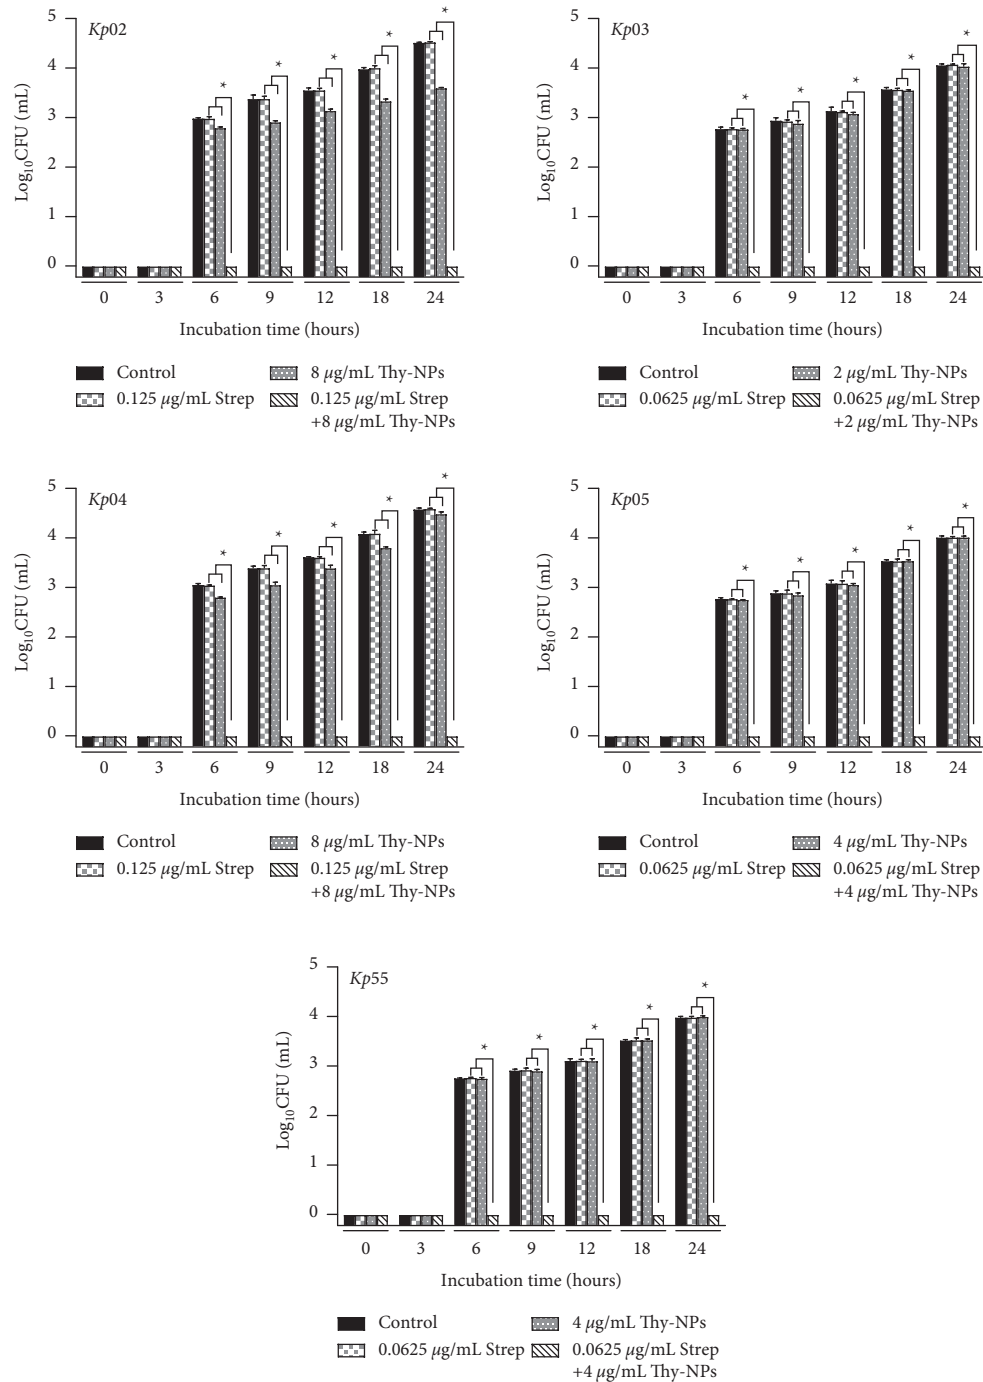 Kp02
Log10CFU (mL)
5
4
3
2
1
0
* * * * *
0 3 6 9 12 18 24
Incubation time (hours)
Control
8 µg/mL Thy-NPs
0.125 µg/mL Strep
0.125 µg/mL Strep
+8 µg/mL Thy-NPs
Kp03
Log10CFU (mL)
5
4
3
2
1
0
* * * * *
0 3 6 9 12 18 24
Incubation time (hours)
Control
2 µg/mL Thy-NPs
0.0625 µg/mL Strep
0.0625 µg/mL Strep
+2 µg/mL Thy-NPs
Kp04
Log10CFU (mL)
5
4
3
2
1
0
* * * * *
0 3 6 9 12 18 24
Incubation time (hours)
Control
8 µg/mL Thy-NPs
0.125 µg/mL Strep
0.125 µg/mL Strep
+8 µg/mL Thy-NPs
Kp05
Log10CFU (mL)
5
4
3
2
1
0
* * * * *
0 3 6 9 12 18 24
Incubation time (hours)
Control
4 µg/mL Thy-NPs
0.0625 µg/mL Strep
0.0625 µg/mL Strep
+4 µg/mL Thy-NPs
Kp55
Log10CFU (mL)
5
4
3
2
1
0
* * * * *
0 3 6 9 12 18 24
Incubation time (hours)
Control
4 µg/mL Thy-NPs
0.0625 µg/mL Strep
0.0625 µg/mL Strep
+4 µg/mL Thy-NPs